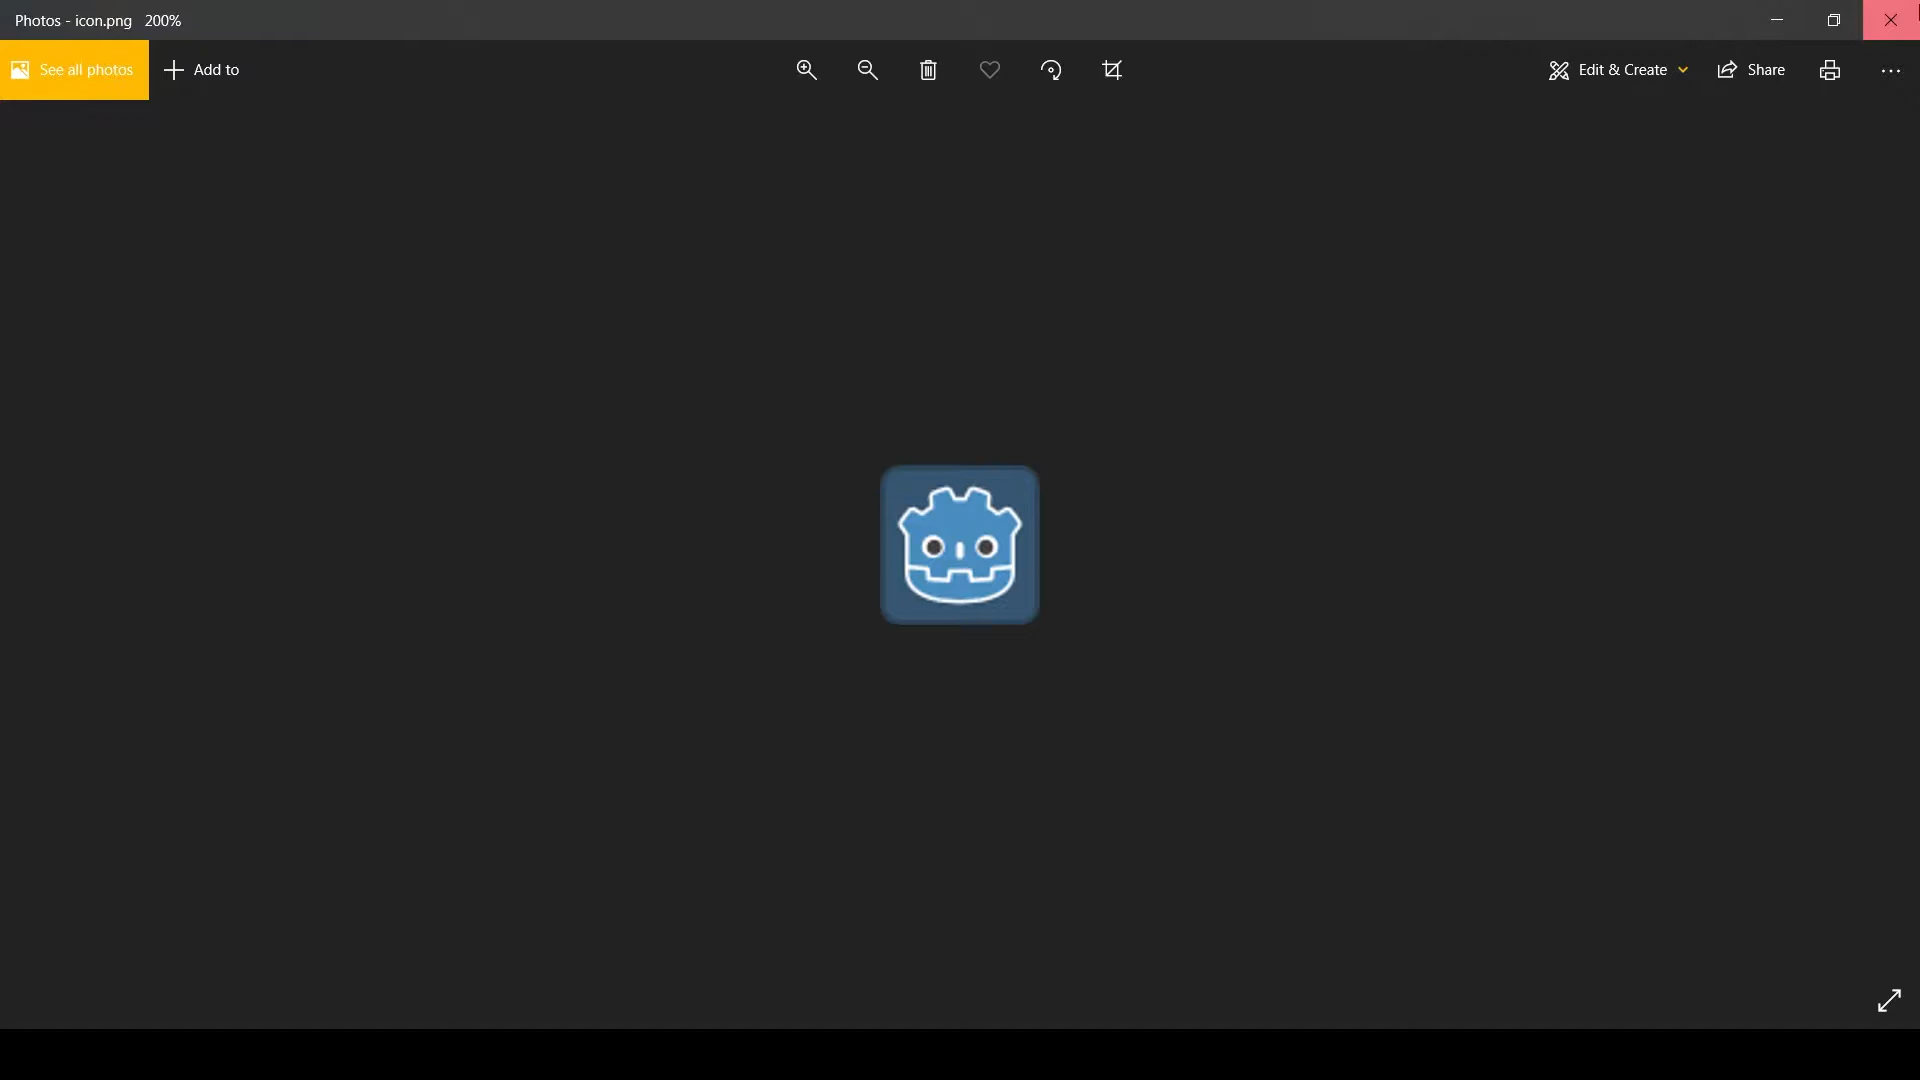 Photos - icon.png 200%
See all photos
Add to
Edit & Create
Share